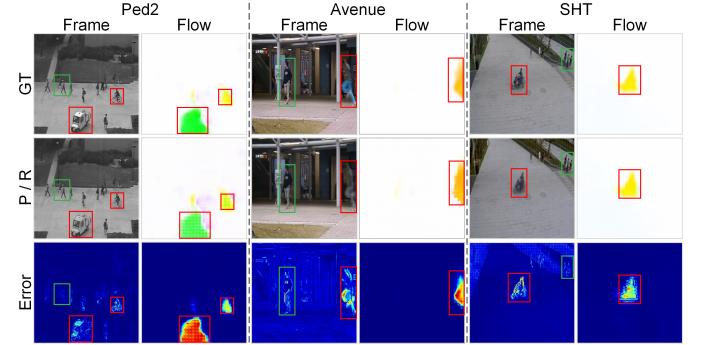 Ped2 Avenue SHT
Frame Flow Frame Flow Frame Flow
GT
P / R
Error